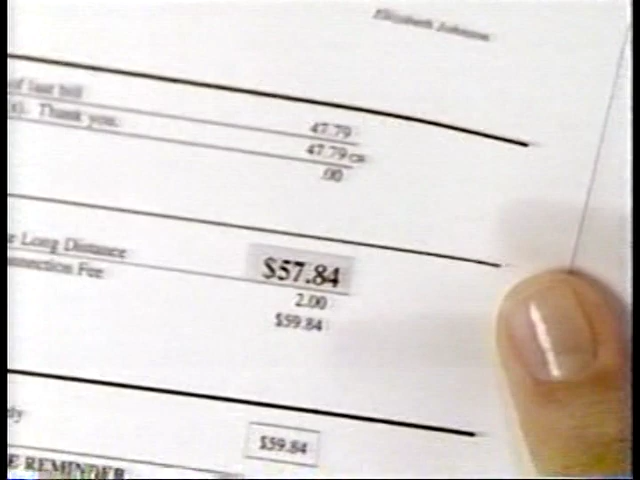 Elizabeth Johnson
of last bill 47.79
s). Thank you. 47.79 CR
.00
r Long Distance $57.84
nnection Fee 2.00
$59.84
$59.84
E REMINDER